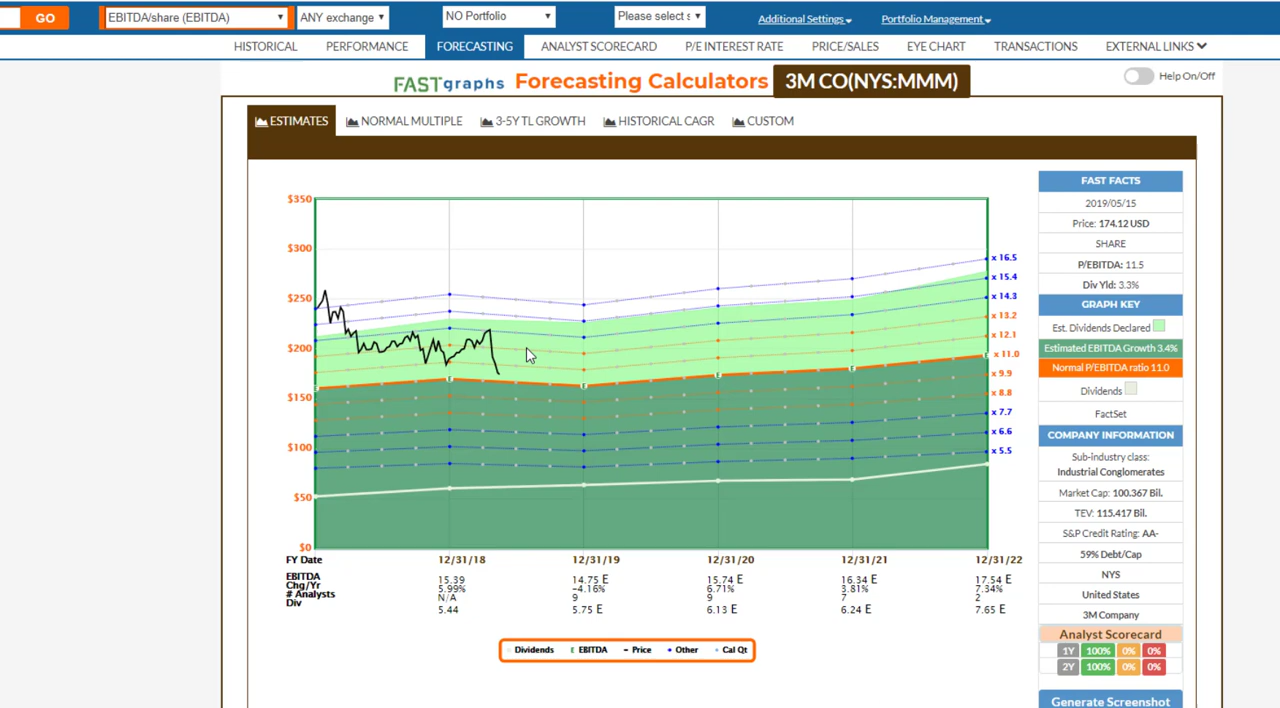 GO EBITDA/share (EBITDA) ANY exchange NO Portfolio Please select s Additional Settings Portfolio Management
HISTORICAL PERFORMANCE FORECASTING ANALYST SCORECARD P/E INTEREST RATE PRICE/SALES EYE CHART TRANSACTIONS EXTERNAL LINKS
FASTgraphs Forecasting Calculators 3M CO(NYS:MMM) Help On/Off
ESTIMATES NORMAL MULTIPLE 3-5Y TL GROWTH HISTORICAL CAGR CUSTOM
$350
$300
$250
$200
$150
$100
$50
$0
x 16.5
x 15.4
x 14.3
x 13.2
x 12.1
x 11.0
x 9.9
x 8.8
x 7.7
x 6.6
x 5.5
FY Date 12/31/18 12/31/19 12/31/20 12/31/21 12/31/22
EBITDA 15.39 14.75 E 15.74 E 16.34 E 17.54 E
Chg/Yr 5.99% -4.16% 6.71% 3.81% 7.34%
# Analysts N/A 9 9 7 2
Div 5.44 5.75 E 6.13 E 6.24 E 7.65 E
Dividends E EBITDA Price Other Cal Qt
FAST FACTS
2019/05/15
Price: 174.12 USD
SHARE
P/EBITDA: 11.5
Div Yld: 3.3%
GRAPH KEY
Est. Dividends Declared
Estimated EBITDA Growth 3.4%
Normal P/EBITDA ratio 11.0
Dividends
FactSet
COMPANY INFORMATION
Sub-industry class:
Industrial Conglomerates
Market Cap: 100.367 Bil.
TEV: 115.417 Bil.
S&P Credit Rating: AA-
59% Debt/Cap
NYS
United States
3M Company
Analyst Scorecard
1Y 100% 0% 0%
2Y 100% 0% 0%
Generate Screenshot